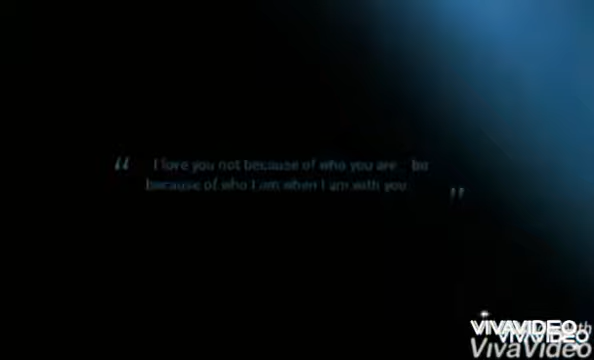 “ I love you not because of who you are, bu
because of who I am when I am with you ”
VIVAVIDEO
VIVAVIDEO
VivaVideo